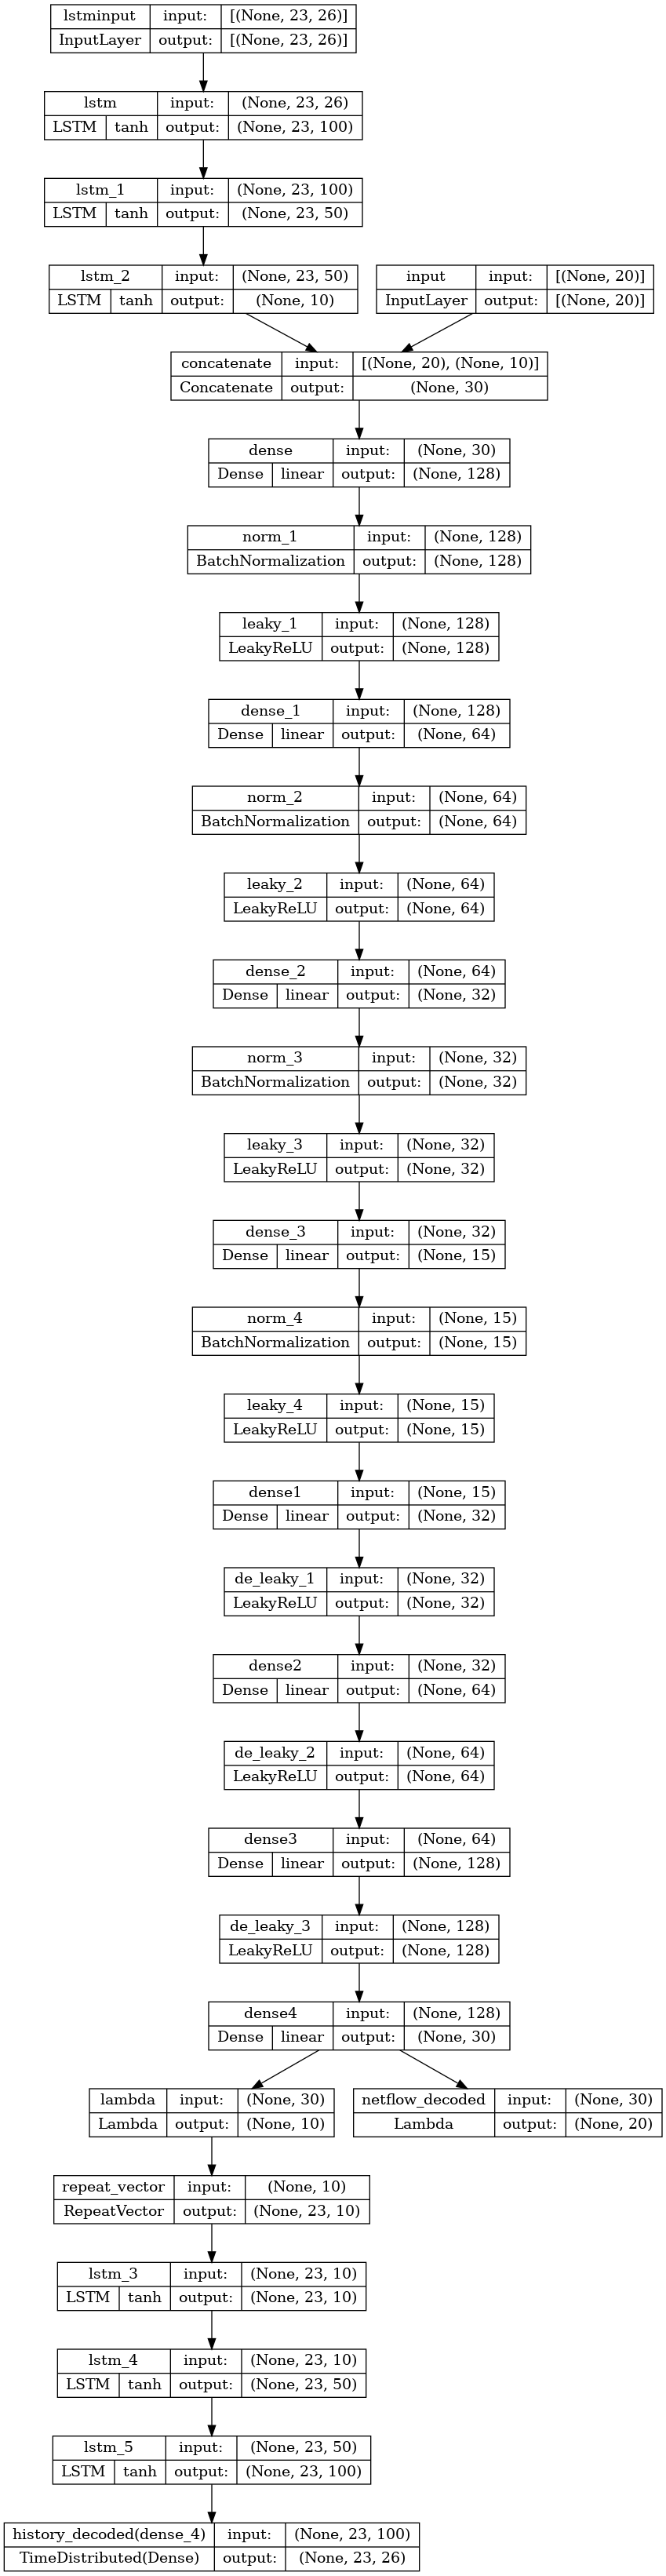 lstminput input: [(None, 23, 26)]
InputLayer output: [(None, 23, 26)]
lstm input: (None, 23, 26)
LSTM tanh output: (None, 23, 100)
lstm_1 input: (None, 23, 100)
LSTM tanh output: (None, 23, 50)
lstm_2 input: (None, 23, 50)
LSTM tanh output: (None, 10)
input input: [(None, 20)]
InputLayer output: [(None, 20)]
concatenate input: [(None, 20), (None, 10)]
Concatenate output: (None, 30)
dense input: (None, 30)
Dense linear output: (None, 128)
norm_1 input: (None, 128)
BatchNormalization output: (None, 128)
leaky_1 input: (None, 128)
LeakyReLU output: (None, 128)
dense_1 input: (None, 128)
Dense linear output: (None, 64)
norm_2 input: (None, 64)
BatchNormalization output: (None, 64)
leaky_2 input: (None, 64)
LeakyReLU output: (None, 64)
dense_2 input: (None, 64)
Dense linear output: (None, 32)
norm_3 input: (None, 32)
BatchNormalization output: (None, 32)
leaky_3 input: (None, 32)
LeakyReLU output: (None, 32)
dense_3 input: (None, 32)
Dense linear output: (None, 15)
norm_4 input: (None, 15)
BatchNormalization output: (None, 15)
leaky_4 input: (None, 15)
LeakyReLU output: (None, 15)
dense1 input: (None, 15)
Dense linear output: (None, 32)
de_leaky_1 input: (None, 32)
LeakyReLU output: (None, 32)
dense2 input: (None, 32)
Dense linear output: (None, 64)
de_leaky_2 input: (None, 64)
LeakyReLU output: (None, 64)
dense3 input: (None, 64)
Dense linear output: (None, 128)
de_leaky_3 input: (None, 128)
LeakyReLU output: (None, 128)
dense4 input: (None, 128)
Dense linear output: (None, 30)
lambda input: (None, 30)
Lambda output: (None, 10)
netflow_decoded input: (None, 30)
Lambda output: (None, 20)
repeat_vector input: (None, 10)
RepeatVector output: (None, 23, 10)
lstm_3 input: (None, 23, 10)
LSTM tanh output: (None, 23, 10)
lstm_4 input: (None, 23, 10)
LSTM tanh output: (None, 23, 50)
lstm_5 input: (None, 23, 50)
LSTM tanh output: (None, 23, 100)
history_decoded(dense_4) input: (None, 23, 100)
TimeDistributed(Dense) output: (None, 23, 26)